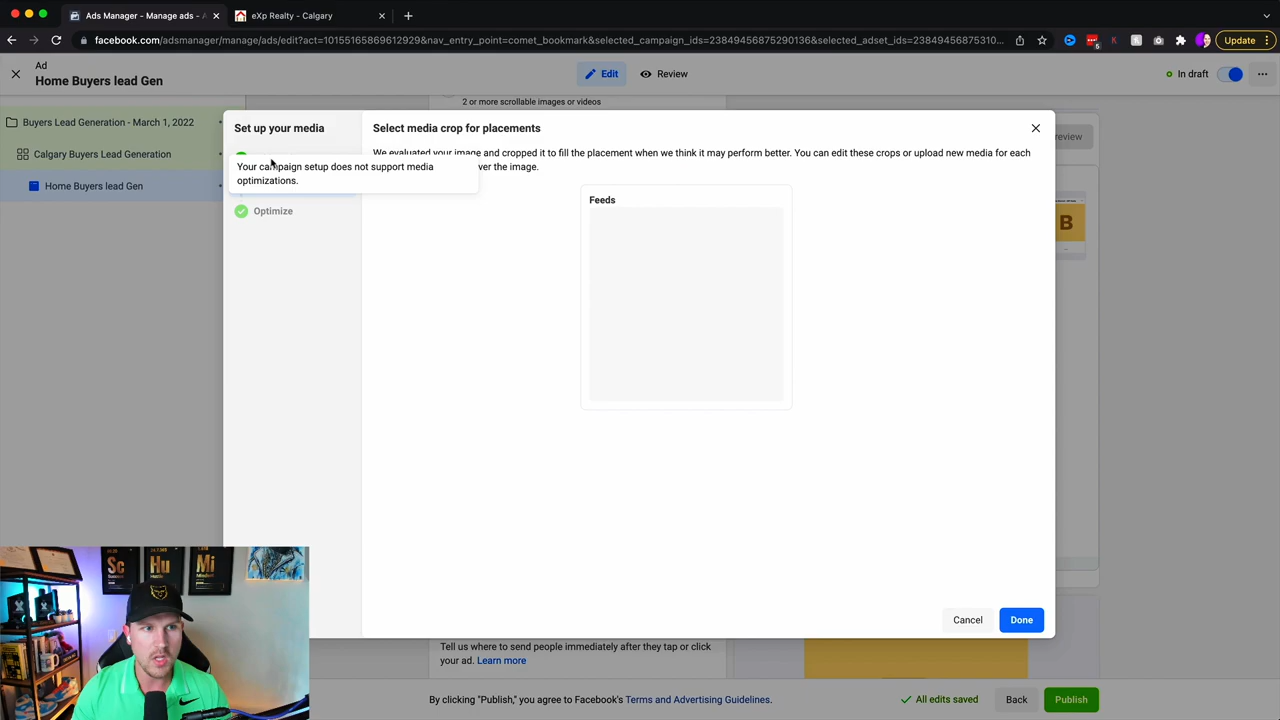 Ads Manager - Manage ads -
eXp Realty - Calgary
facebook.com/adsmanager/manage/ads/edit?act=10155165869612929&nav_entry_point=comet_bookmark&selected_campaign_ids=23849456875290136&selected_adset_ids=23849456875310...
5
K
Update
Ad
Home Buyers lead Gen
Edit
Review
In draft
2 or more scrollable images or videos
Buyers Lead Generation - March 1, 2022
Calgary Buyers Lead Generation
Home Buyers lead Gen
Set up your media
Your campaign setup does not support media
optimizations.
Optimize
Select media crop for placements
We evaluated your image and cropped it to fill the placement when we think it may perform better. You can edit these crops or upload new media for each
over the image.
Feeds
B
Cancel
Done
Tell us where to send people immediately after they tap or click
your ad. Learn more
By clicking "Publish," you agree to Facebook's Terms and Advertising Guidelines.
All edits saved
Back
Publish
Sc
Hu
Mi